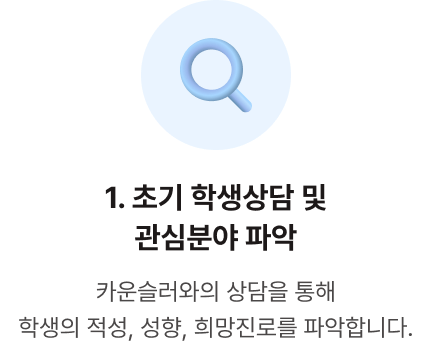 1. 초기 학생상담 및
관심분야 파악
카운슬러와의 상담을 통해
학생의 적성, 성향, 희망진로를 파악합니다.